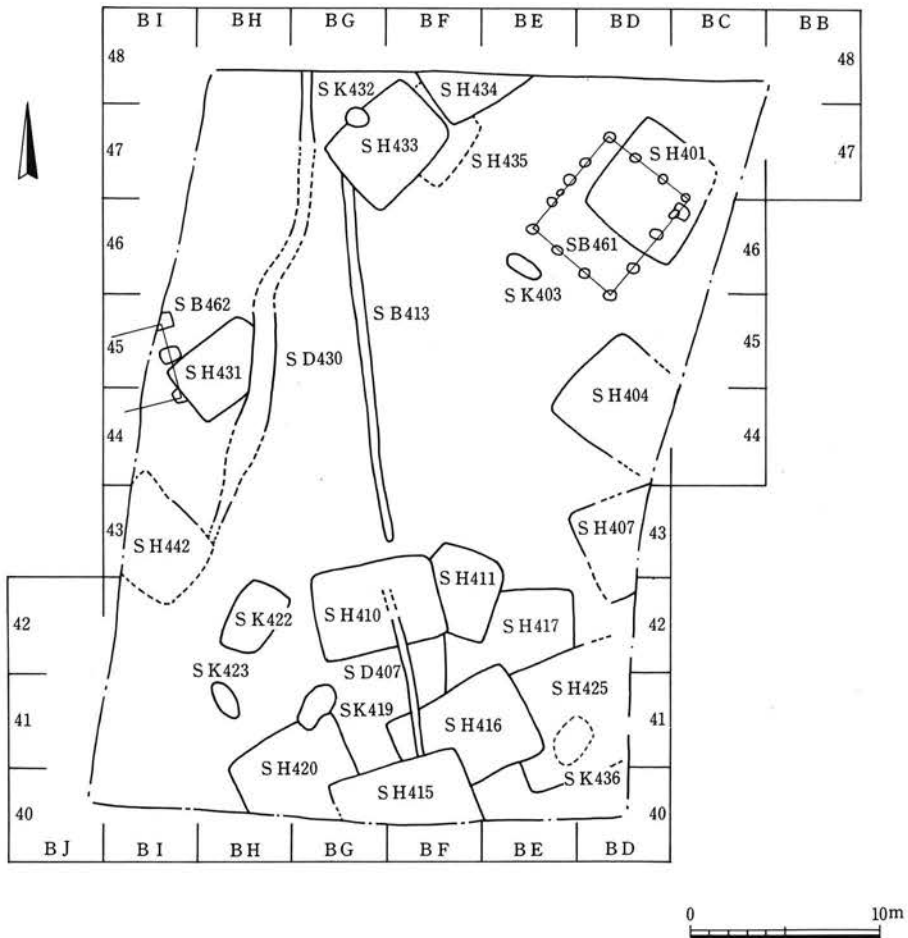 BI BH BG BF BE BD BC BB
48 48
SK432 SH434
SH433
SH401
47 SH435 47
46 SB461 46
SK403
SB462 SB413
45 SH431 SD430 45
SH404
44 44
43 SH442 SH407 43
SH411
42 SK422 SH410 SH417 42
SK423 SD407 SH425
41 SK419 SH416 41
SH420 SK436
40 SH415 40
BJ BI BH BG BF BE BD
0 10m